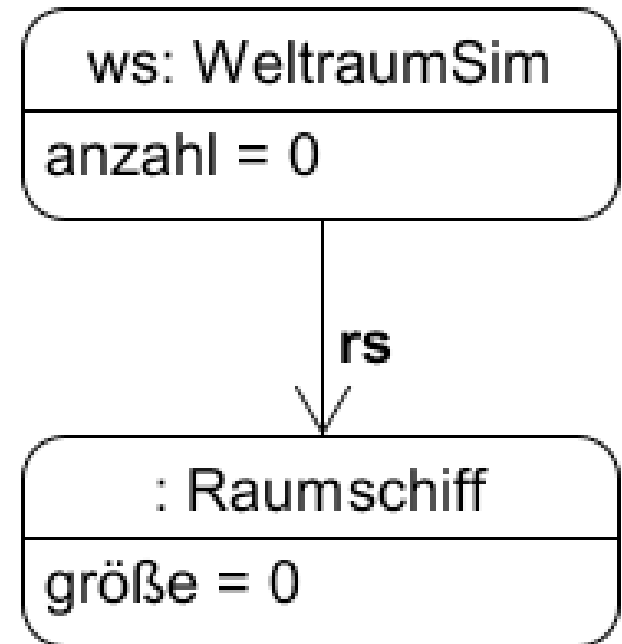 ws: WeltraumSim
anzahl = 0
rs
: Raumschiff
größe = 0